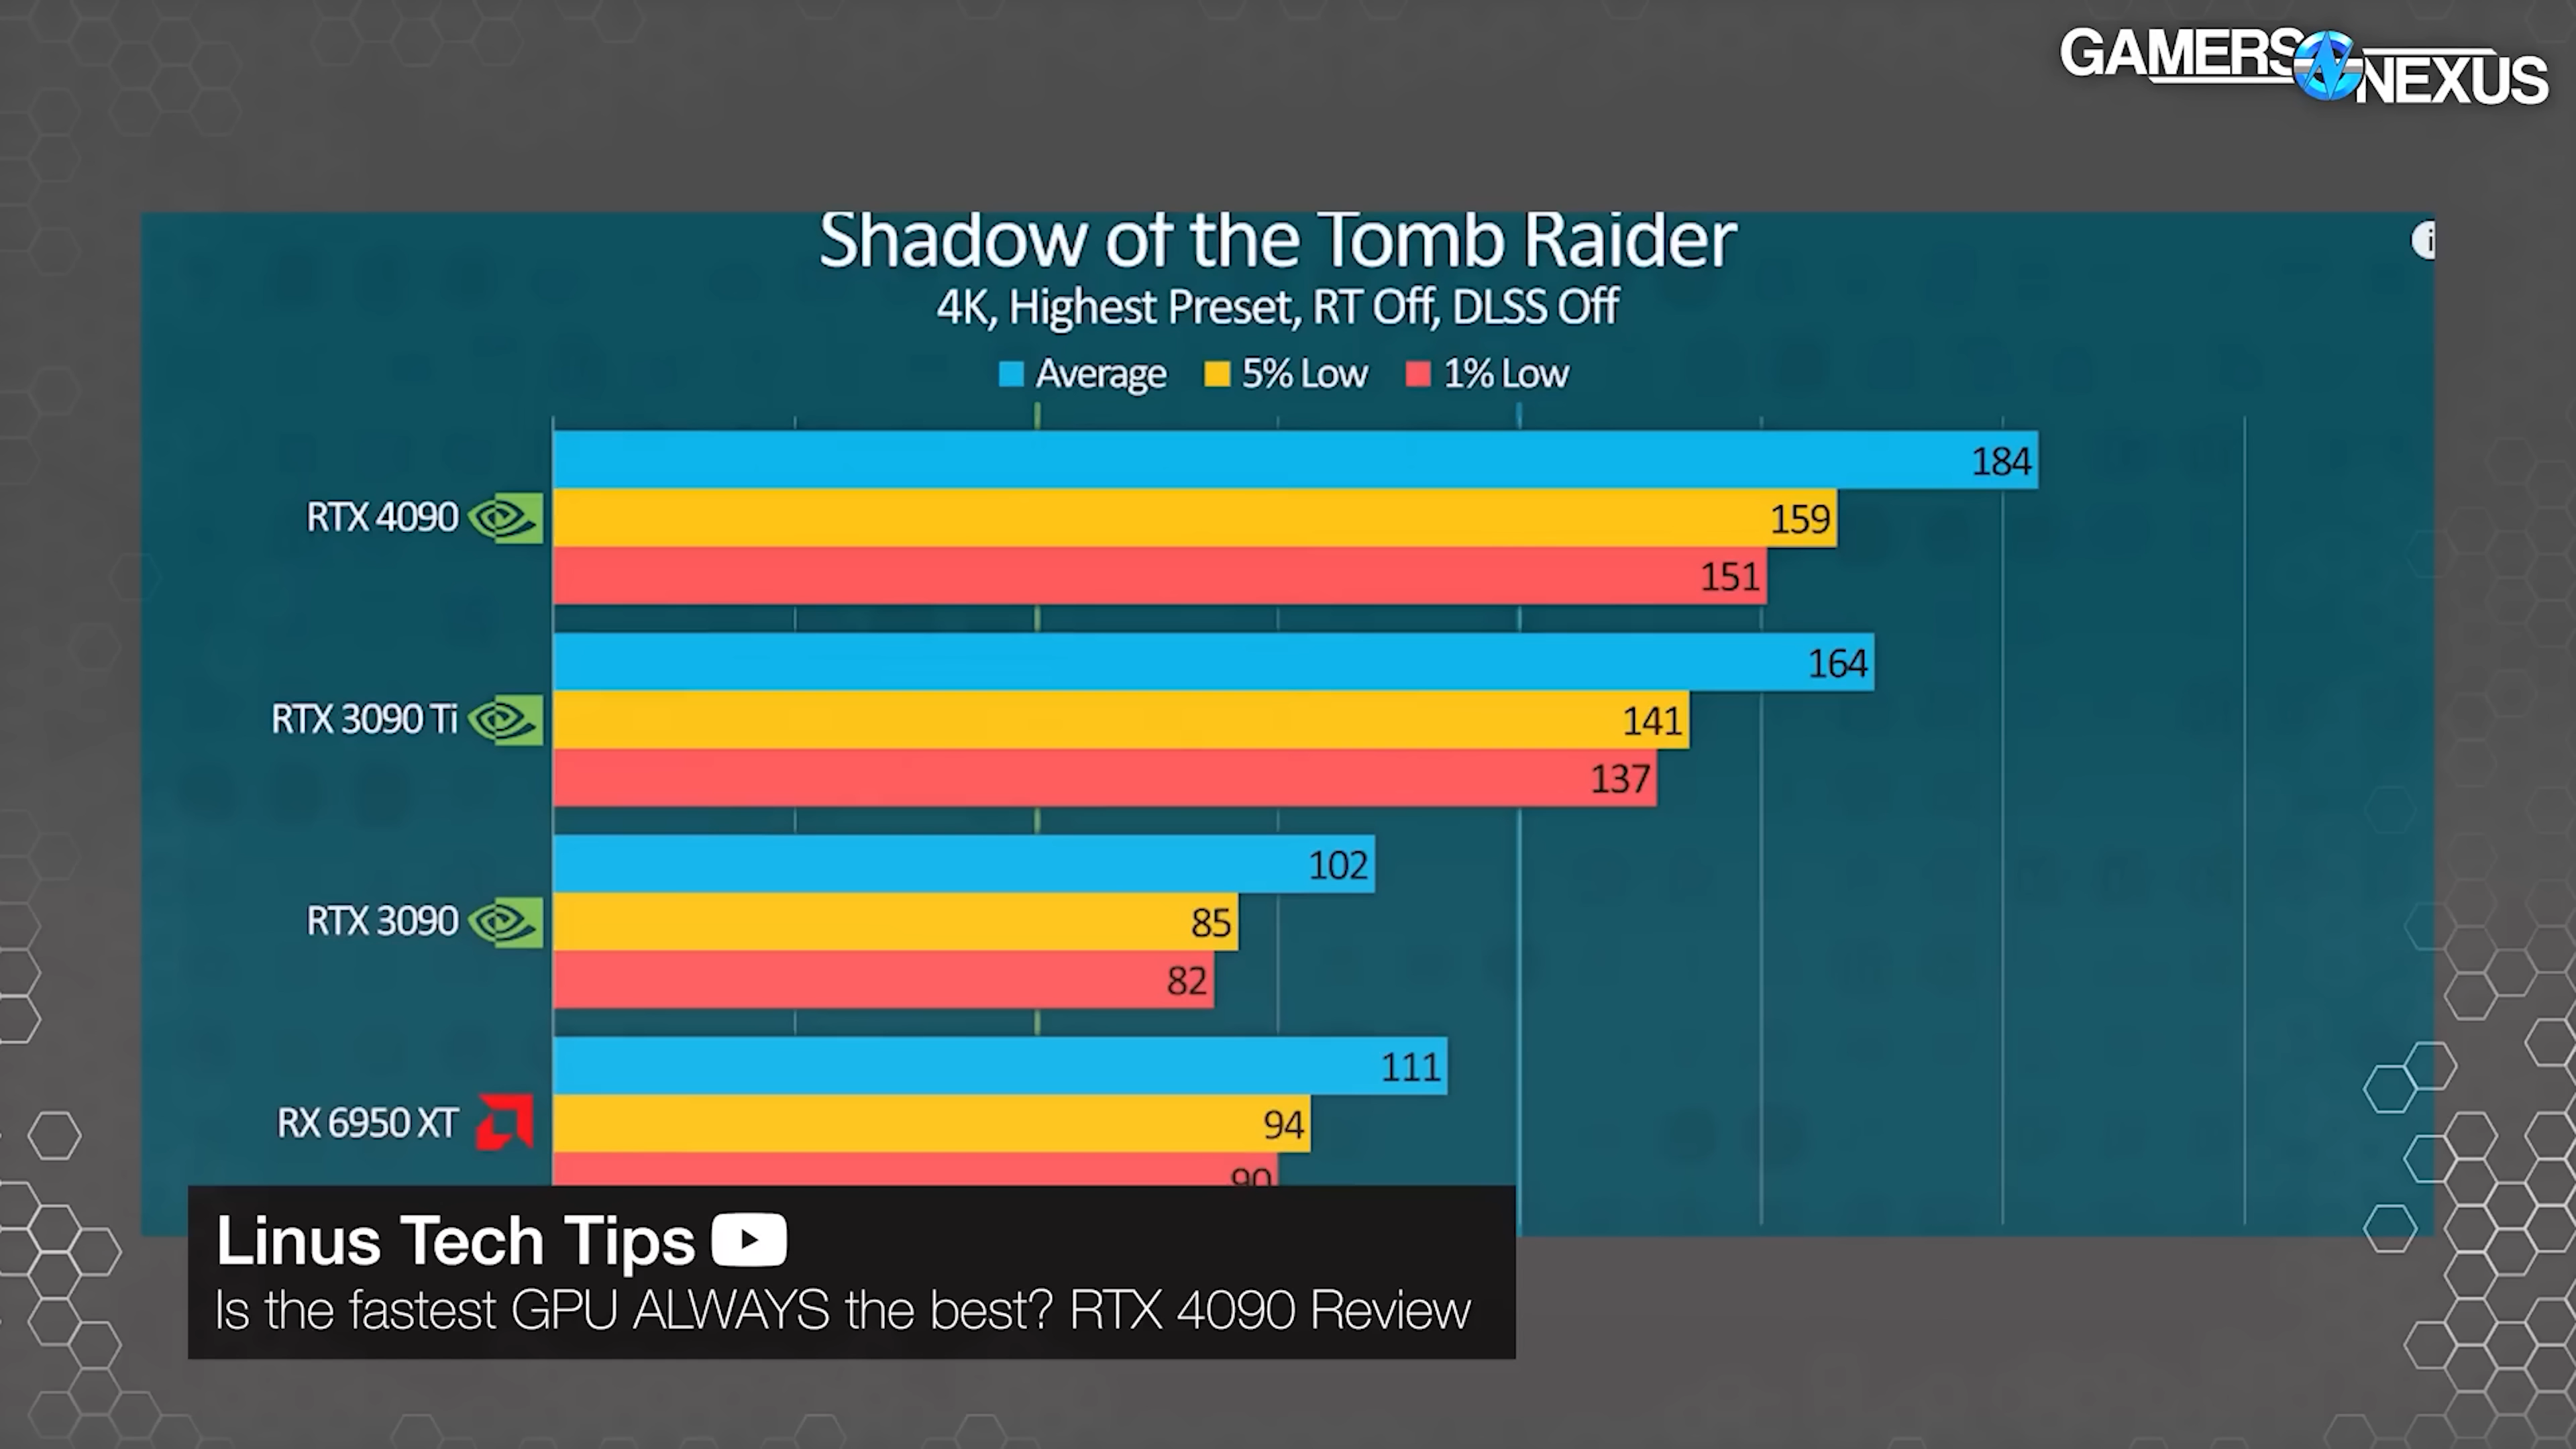 GAMERS NEXUS
Shadow of the Tomb Raider
4K, Highest Preset, RT Off, DLSS Off
Average 5% Low 1% Low
184
RTX 4090 159
151
164
RTX 3090 Ti 141
137
102
RTX 3090 85
82
111
RX 6950 XT 94
90
Linus Tech Tips
Is the fastest GPU ALWAYS the best? RTX 4090 Review